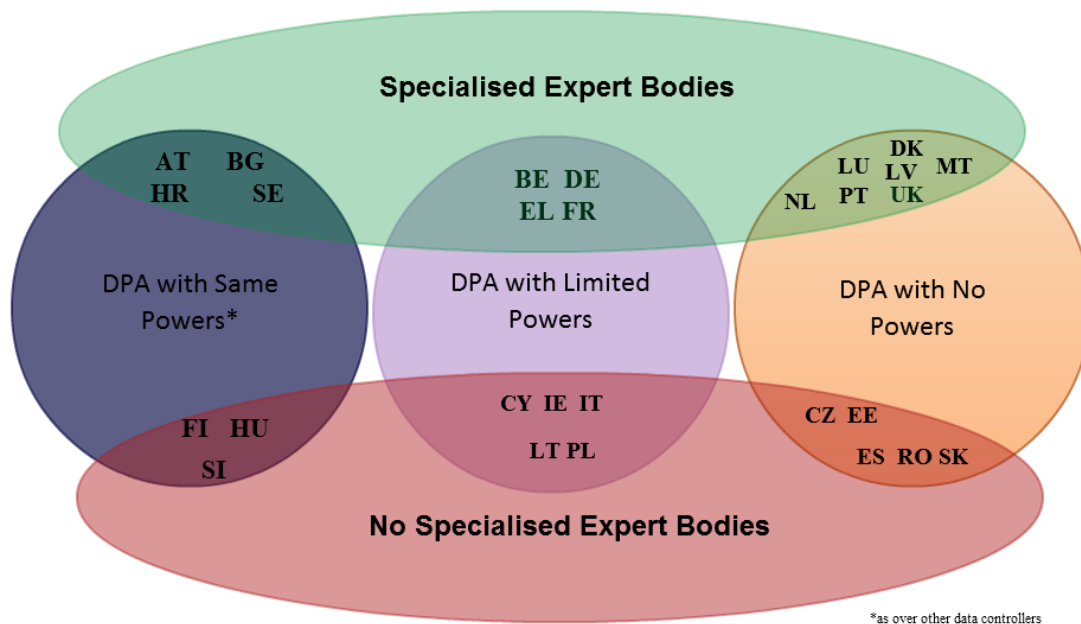 Specialised Expert Bodies
AT BG
HR SE
BE DE
EL FR
DK
LU LV MT
NL PT UK
DPA with Same
Powers*
DPA with Limited
Powers
DPA with No
Powers
FI HU
SI
CY IE IT
LT PL
CZ EE
ES RO SK
No Specialised Expert Bodies
*as over other data controllers